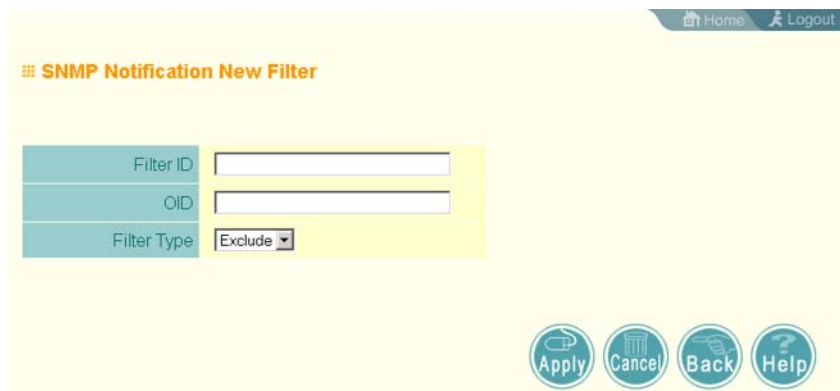 Home Logout
SNMP Notification New Filter
Filter ID
OID
Filter Type Exclude
Apply Cancel Back Help